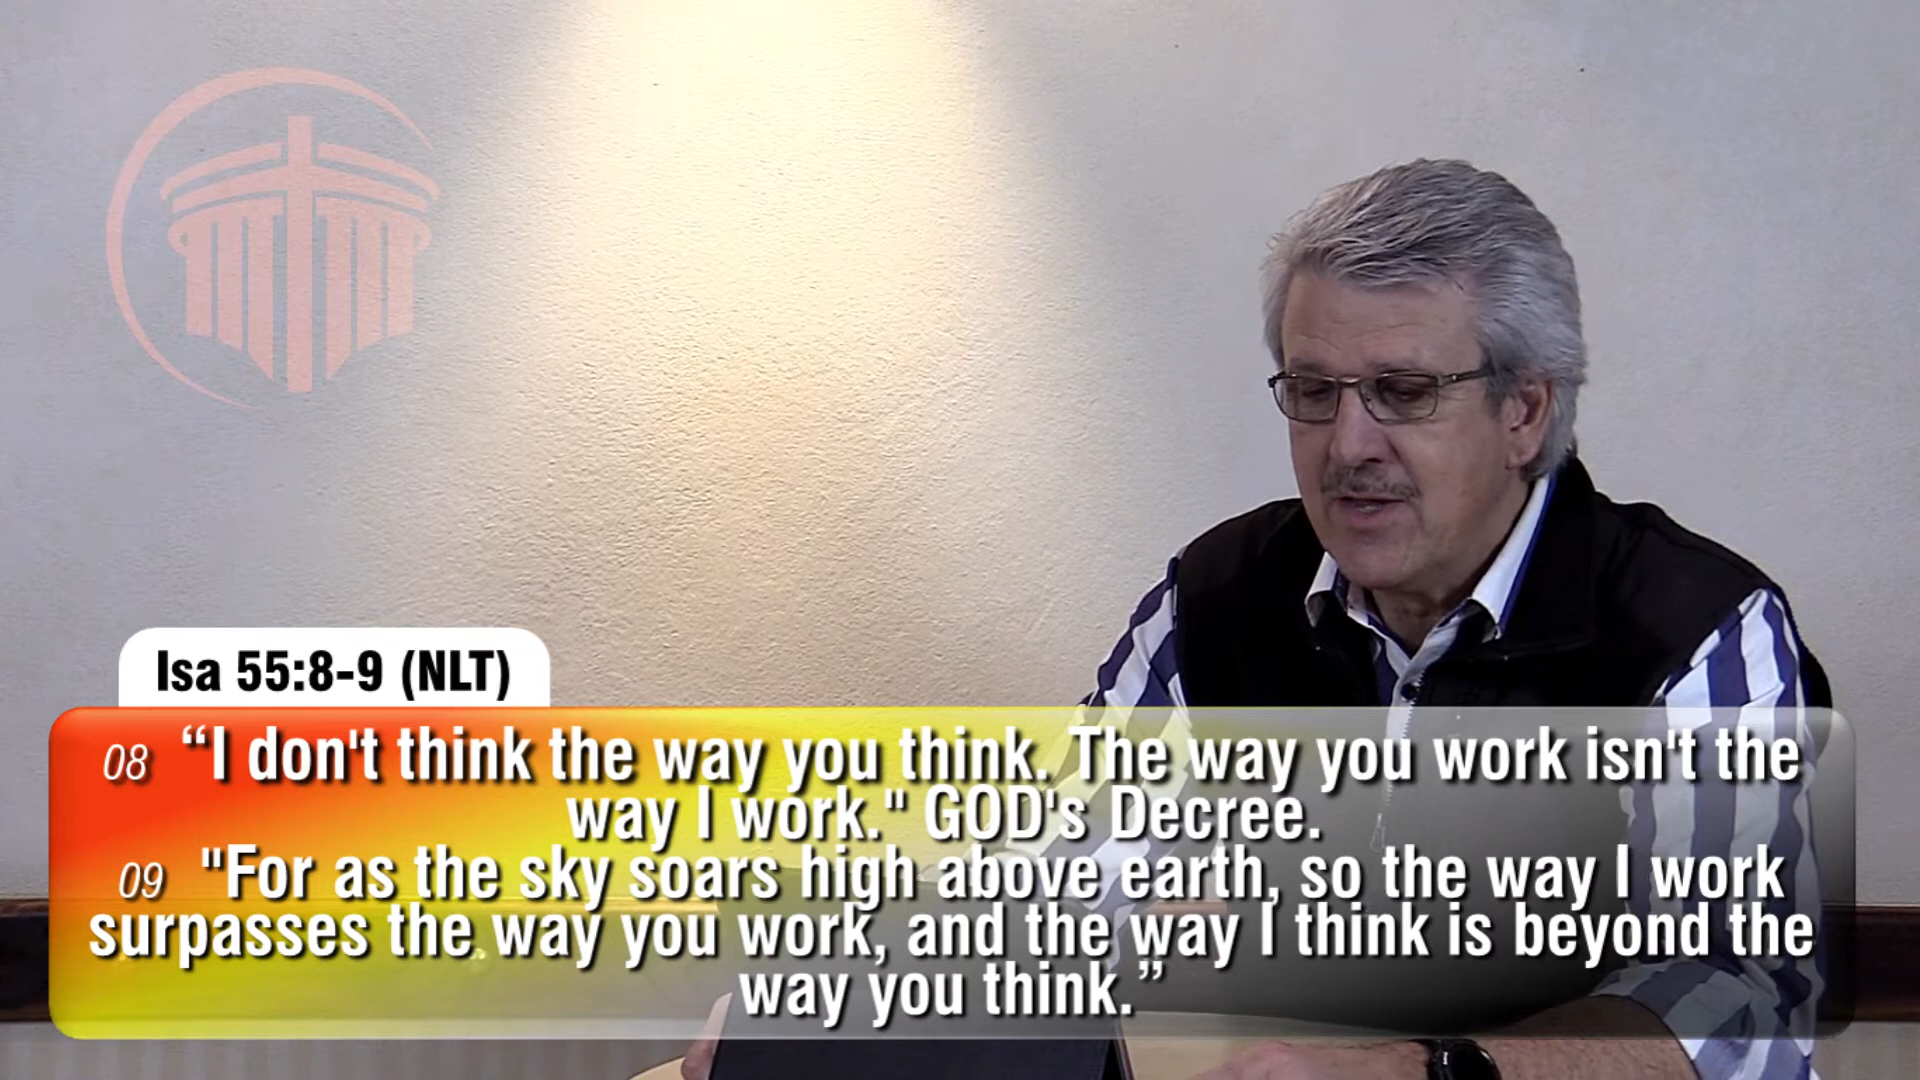 Isa 55:8-9 (NLT)
08 “I don't think the way you think. The way you work isn't the
way I work." GOD's Decree.
09 "For as the sky soars high above earth, so the way I work
surpasses the way you work, and the way I think is beyond the
way you think.”